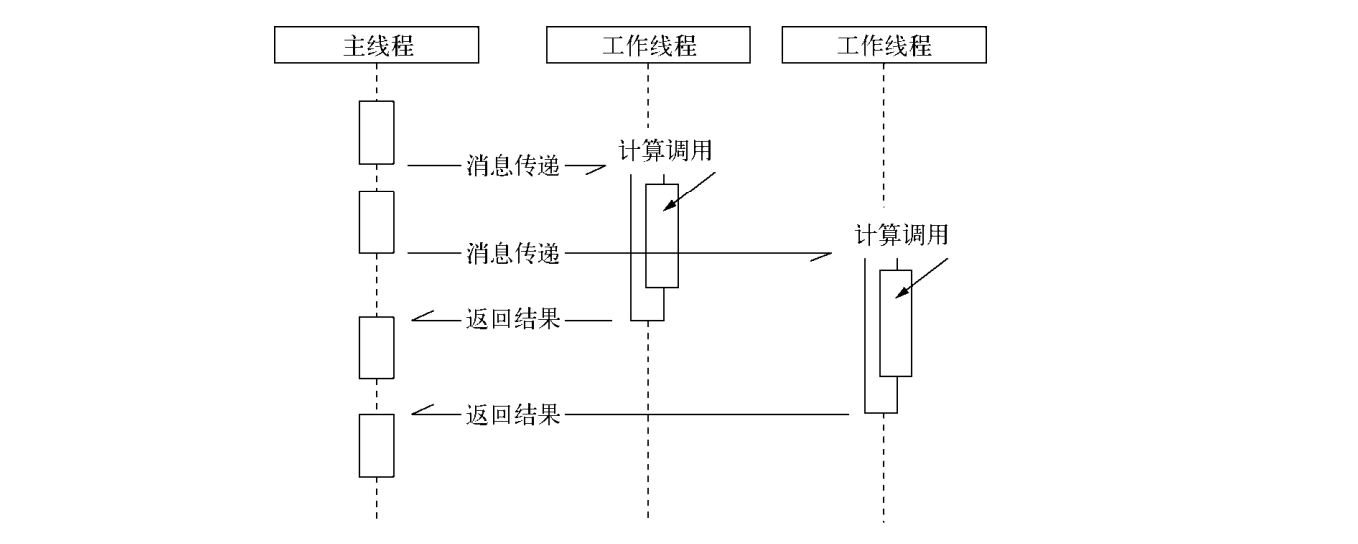 主线程
工作线程
工作线程
计算调用
消息传递
计算调用
消息传递
返回结果
返回结果